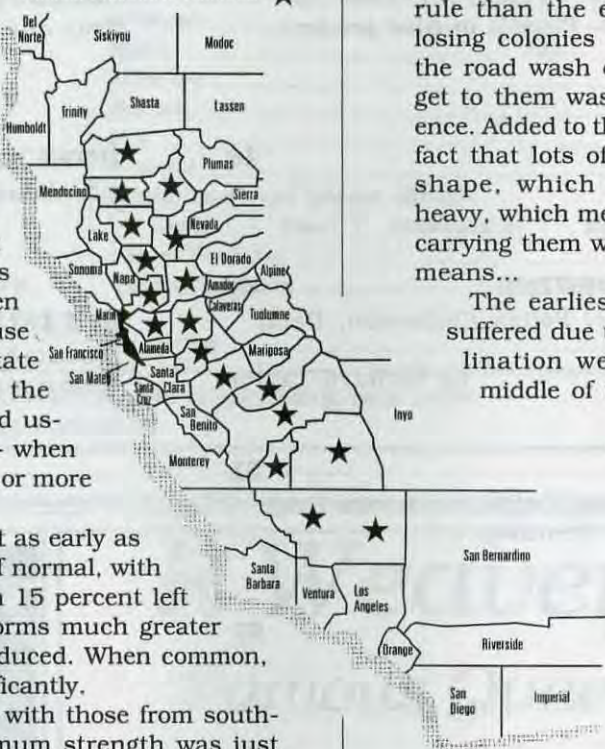 Del
Norte
Siskiyou
Modoc
Humboldt
Trinity
Shasta
Lassen
Mendocino
Plumas
Sierra
Lake
Nevada
Sonoma
Napa
El Dorado
Alpine
Amador
Calaveras
Tuolumne
Marin
San Francisco
Alameda
San Mateo
Santa
Clara
Santa
Cruz
Mariposa
San
Benito
Monterey
Inyo
Santa
Barbara
Ventura
Los
Angeles
San Bernardino
Orange
Riverside
San
Diego
Imperial
s
en
use
tate
the
d us-
- when
or more
t as early as
f normal, with
15 percent left
orms much greater
duced. When common,
ficantly.
with those from south-
num strength was just
rule than the e
losing colonies
the road wash
get to them was
ence. Added to th
fact that lots of
shape, which
heavy, which me
carrying them w
means...
The earlies
suffered due
lination we
middle of